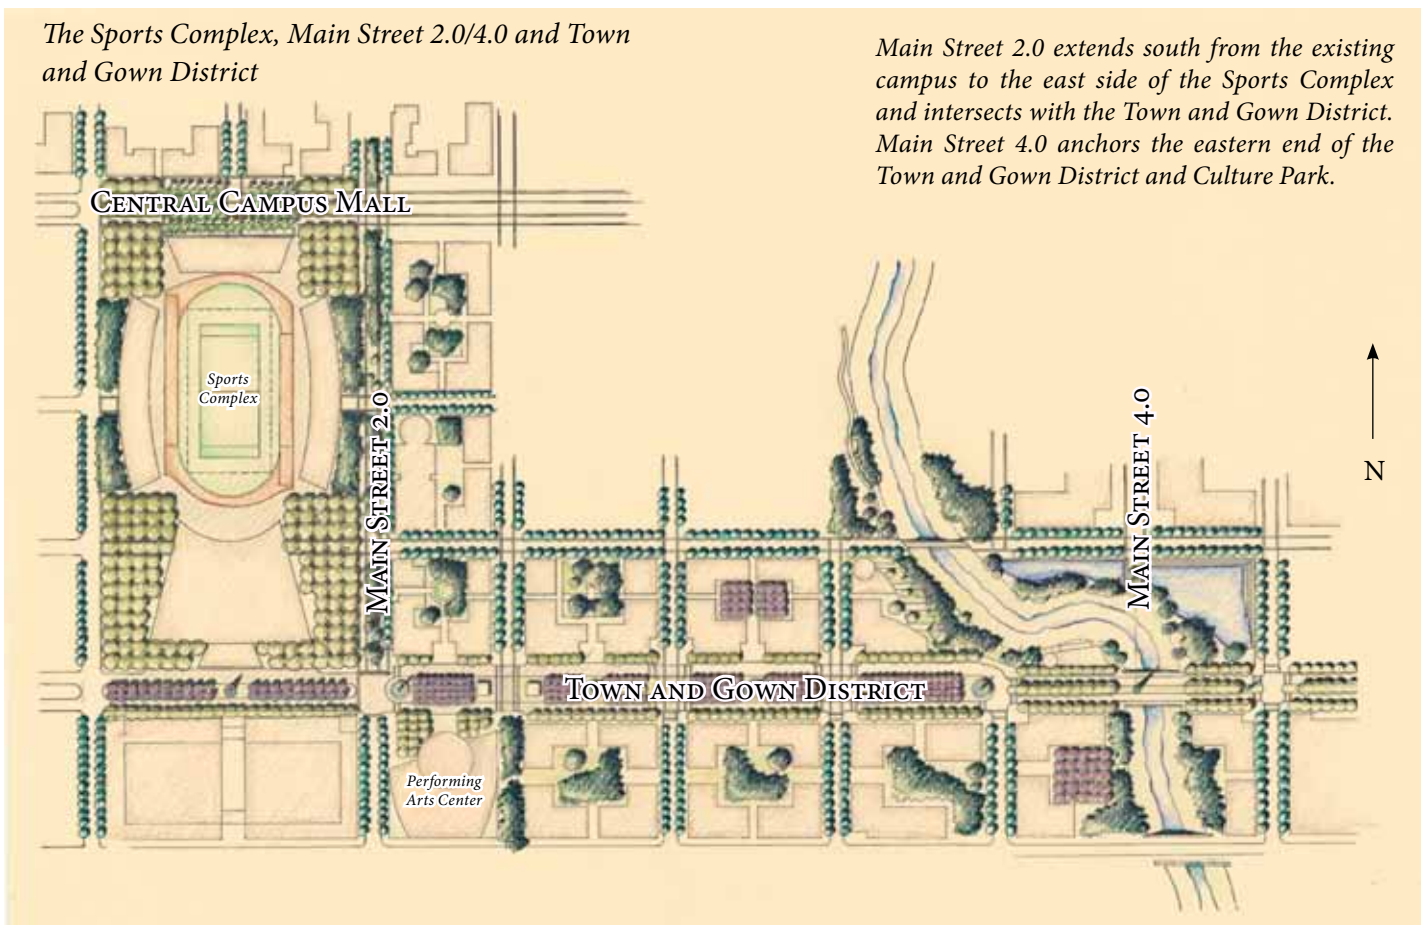 The Sports Complex, Main Street 2.0/4.0 and Town
and Gown District
Main Street 2.0 extends south from the existing
campus to the east side of the Sports Complex
and intersects with the Town and Gown District.
Main Street 4.0 anchors the eastern end of the
Town and Gown District and Culture Park.
Central Campus Mall
Sports
Complex
Main Street 2.0
Main Street 4.0
N
Town and Gown District
Performing
Arts Center